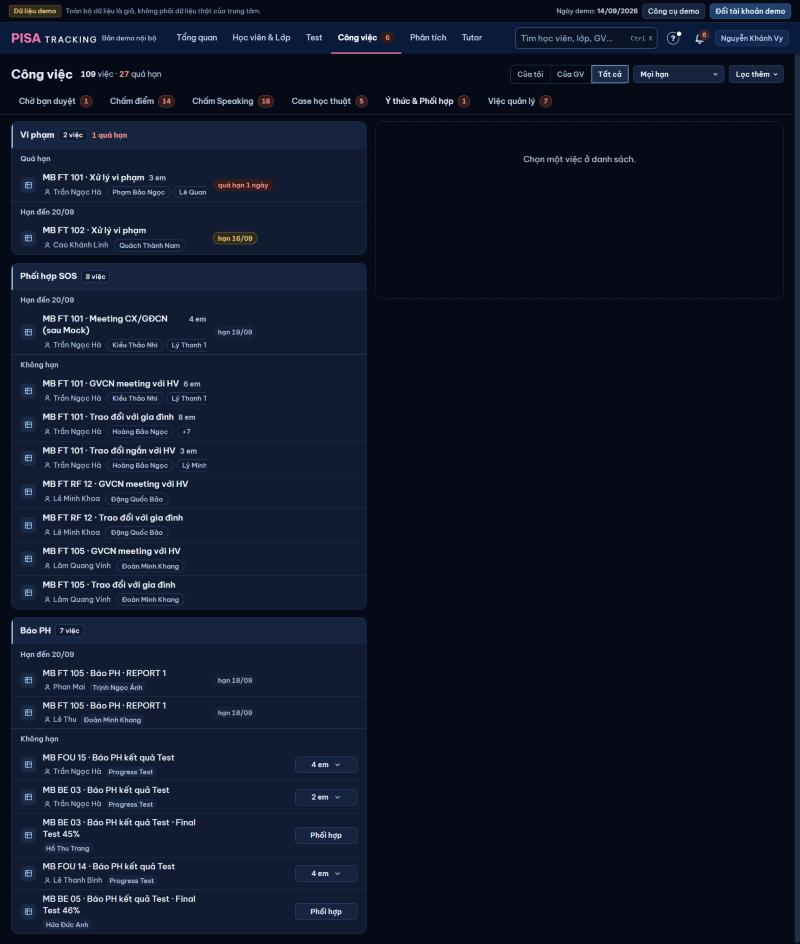 Dữ liệu demo Toàn bộ dữ liệu là giả, không phải dữ liệu thật của trung tâm. Ngày demo: 14/09/2026 Công cụ demo Đổi tài khoản demo
PISA TRACKING Bản demo nội bộ Tổng quan Học viên & Lớp Test Công việc 6 Phân tích Tutor Tìm học viên, lớp, GV... Ctrl K ? 6 Nguyễn Khánh Vy
Công việc 109 việc · 27 quá hạn Của tôi Của GV Tất cả Mọi hạn Lọc thêm
Chờ bạn duyệt 1 Chấm điểm 14 Chấm Speaking 18 Case học thuật 5 Ý thức & Phối hợp 1 Việc quản lý 7
Vi phạm 2 việc 1 quá hạn
Chọn một việc ở danh sách.
Quá hạn
MB FT 101 · Xử lý vi phạm 3 em
Trần Ngọc Hà Phạm Bảo Ngọc Lê Quan
quá hạn 1 ngày
Hạn đến 20/09
MB FT 102 · Xử lý vi phạm
Cao Khánh Linh Quách Thành Nam
hạn 16/09
Phối hợp SOS 8 việc
Hạn đến 20/09
MB FT 101 · Meeting CX/GĐCN 4 em
(sau Mock)
hạn 19/09
Trần Ngọc Hà Kiều Thảo Nhi Lý Thanh T
Không hạn
MB FT 101 · GVCN meeting với HV 6 em
Trần Ngọc Hà Kiều Thảo Nhi Lý Thanh T
MB FT 101 · Trao đổi với gia đình 8 em
Trần Ngọc Hà Hoàng Bảo Ngọc +7
MB FT 101 · Trao đổi ngắn với HV 3 em
Trần Ngọc Hà Hoàng Bảo Ngọc Lý Minh
MB FT RF 12 · GVCN meeting với HV
Lê Minh Khoa Đặng Quốc Bảo
MB FT RF 12 · Trao đổi với gia đình
Lê Minh Khoa Đặng Quốc Bảo
MB FT 105 · GVCN meeting với HV
Lâm Quang Vinh Đoàn Minh Khang
MB FT 105 · Trao đổi với gia đình
Lâm Quang Vinh Đoàn Minh Khang
Báo PH 7 việc
Hạn đến 20/09
MB FT 105 · Báo PH · REPORT 1
Phan Mai Trịnh Ngọc Ánh
hạn 18/09
MB FT 105 · Báo PH · REPORT 1
Lê Thu Đoàn Minh Khang
hạn 18/09
Không hạn
MB FOU 15 · Báo PH kết quả Test
Trần Ngọc Hà Progress Test
4 em
MB BE 03 · Báo PH kết quả Test
Trần Ngọc Hà Progress Test
2 em
MB BE 03 · Báo PH kết quả Test · Final
Test 45%
Hồ Thu Trang
Phối hợp
MB FOU 14 · Báo PH kết quả Test
Lê Thanh Bình Progress Test
4 em
MB BE 05 · Báo PH kết quả Test · Final
Test 46%
Hứa Đức Anh
Phối hợp